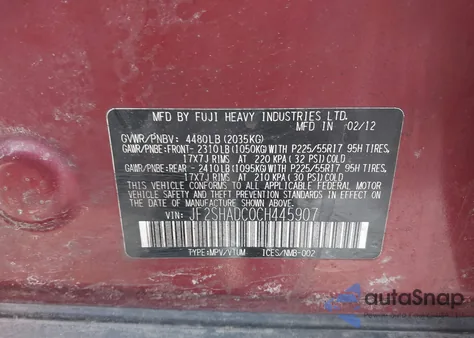 MFD BY FUJI HEAVY INDUSTRIES LTD. 02/12
GVWR/PNBV: 4480LB (2035KG)
GAWR/PNBE:FRONT- 2310LB(1050KG)WITH P225/55R17 95H TIRES,
17X7J RIMS AT 220 KPA(32 PSI)COLD
GAWR/PNBE:REAR - 2410LB(1095KG)WITH P225/55R17 95H TIRES,
17X7J RIMS AT 210 KPA(30 PSI)COLD
THIS VEHICLE CONFORMS TO ALL APPLICABLE FEDERAL MOTOR
VEHICLE SAFETY AND THEFT PREVENTION STANDARDS IN EFFECT
ON THE DATE OF MANUFACTURE SHOWN ABOVE.
VIN: JF2SHADC0CH445907
TYPE:MPV/VTUM ICES/NMB-002
autoSnap